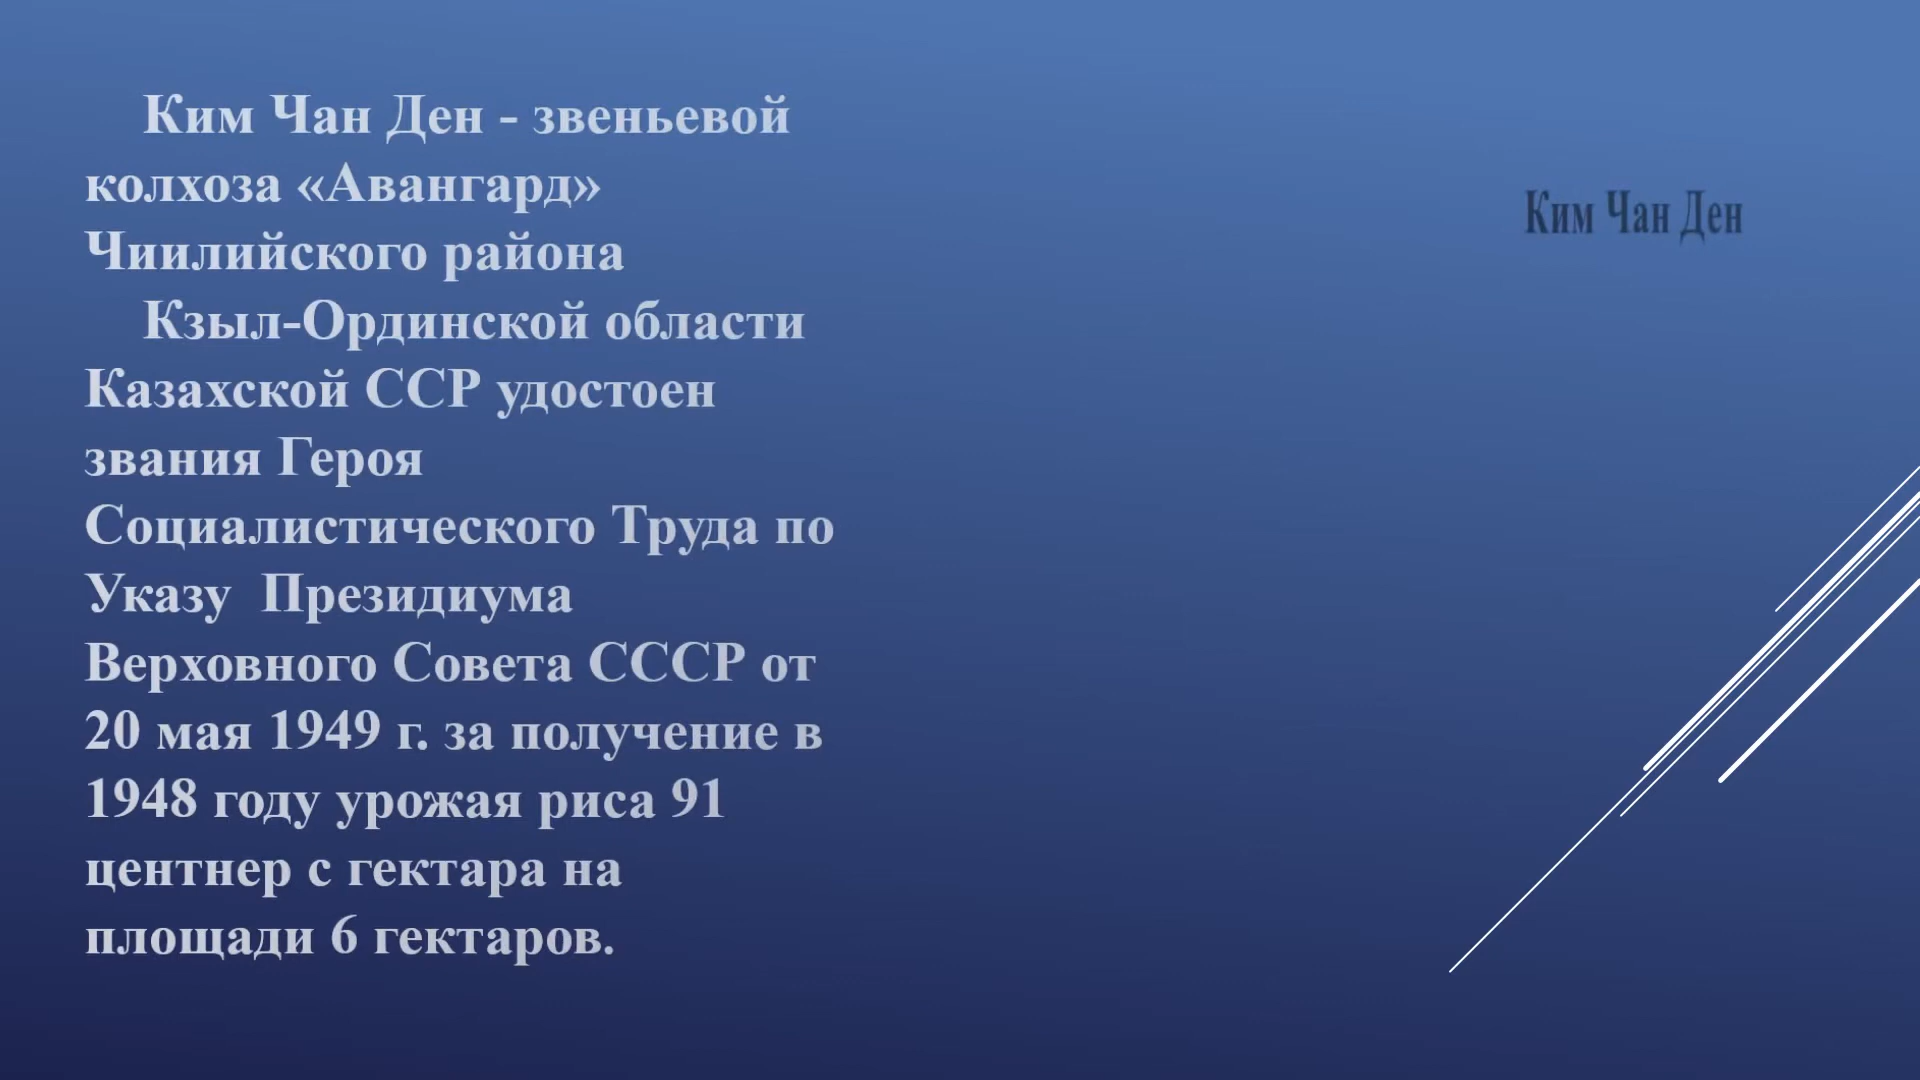 Ким Чан Ден - звеньевой
колхоза «Авангард»
Чиилийского района
Кзыл-Ординской области
Казахской ССР удостоен
звания Героя
Социалистического Труда по
Указу  Президиума
Верховного Совета СССР от
20 мая 1949 г. за получение в
1948 году урожая риса 91
центнер с гектара на
площади 6 гектаров.
Ким Чан Ден